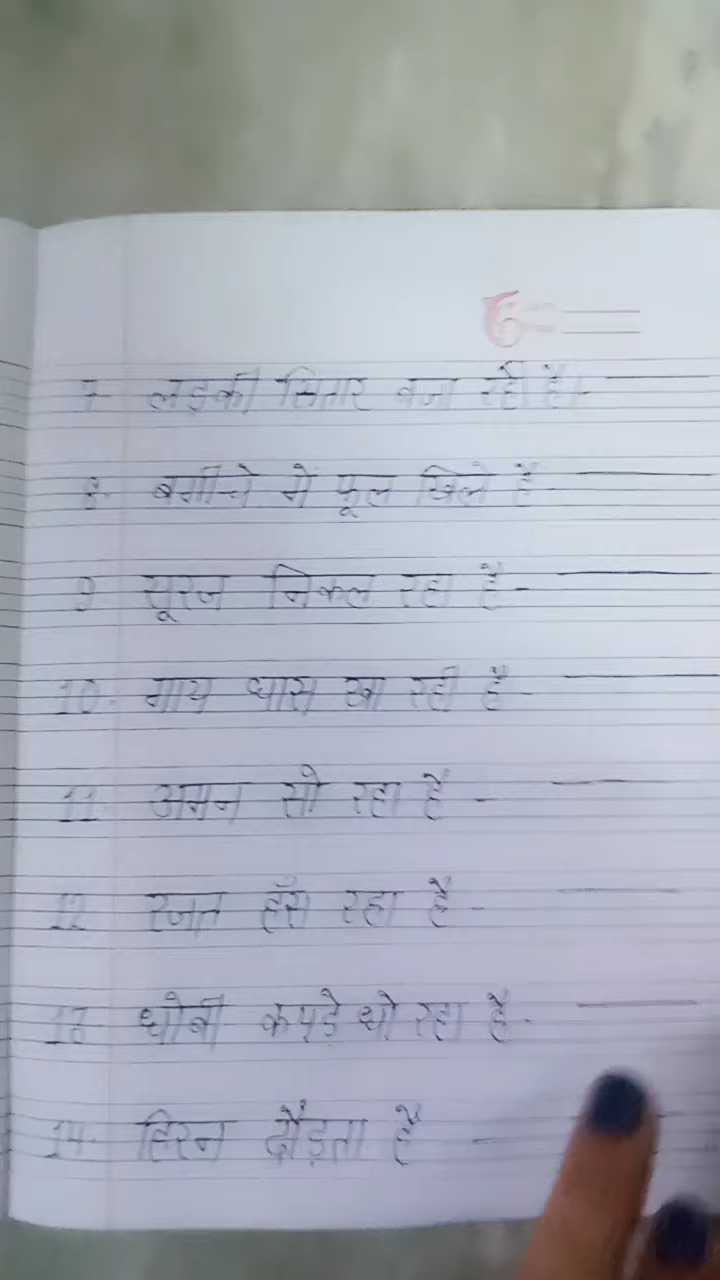 7- लडकी सितार बजा रही है।-
8. बगीचे में फूल खिले है
9 सूरज निकल रहा है -
10. गाय घास खा रही है -
11. अमन सो रहा है -
12 रजत हँस रहा है -
13 धोबी कपड़े धो रहा है -
14. हिरन दौड़ता है -